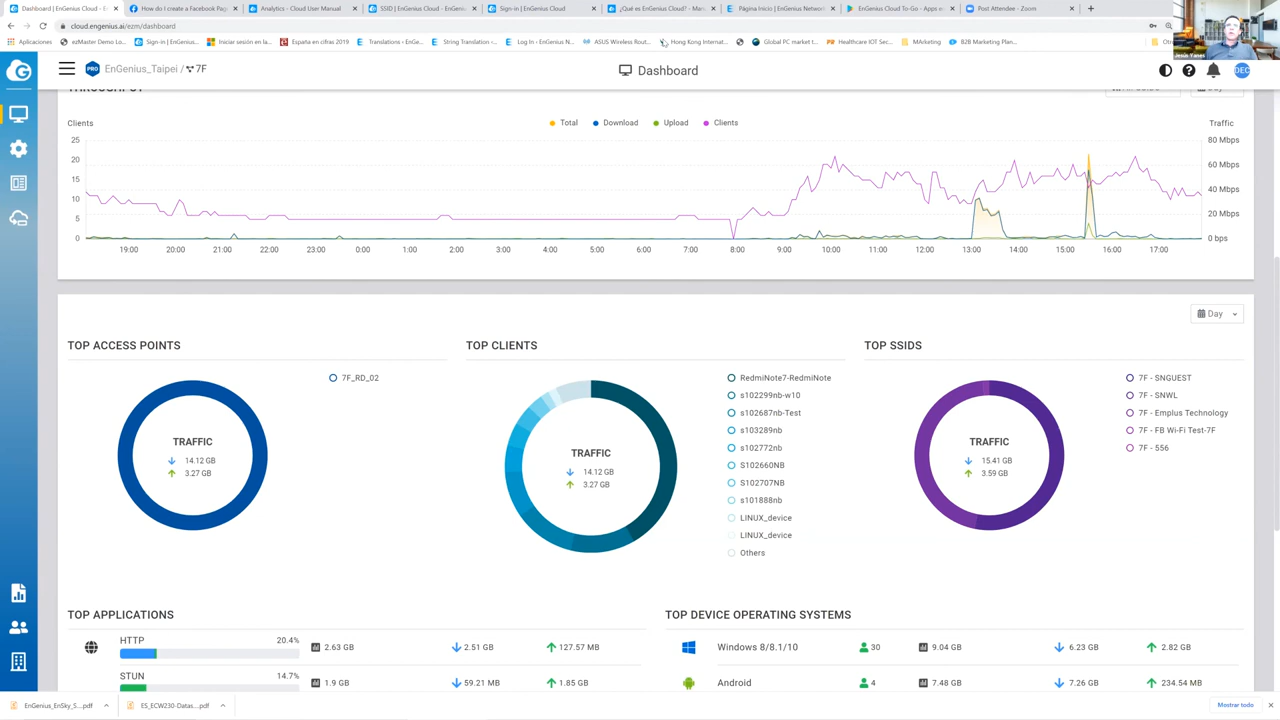 Dashboard | EnGenius Cloud
How do I create a Facebook Pag
Analytics - Cloud User Manual
SSID | EnGenius Cloud - EnGeni
Sign-in | EnGenius Cloud
¿Qué es EnGenius Cloud? - Man
Página Inicio | EnGenius Networ
EnGenius Cloud To-Go - Apps e
Post Attendee - Zoom
cloud.engenius.ai/ezm/dashboard
Aplicaciones
ezMaster Demo Lo...
Sign-in | EnGenius...
Iniciar sesión en la...
España en cifras 2019
Translations ‹ EnGe...
String Translation ‹...
Log In ‹ EnGenius N...
ASUS Wireless Rout...
Hong Kong Internat...
Global PC market t...
Healthcare IOT Sec...
MArketing
B2B Marketing Plan...
Jesús Yanes
PRO EnGenius_Taipei / 7F
Dashboard
DEC
Clients
Total Download Upload Clients
Traffic
25
20
15
10
5
0
80 Mbps
60 Mbps
40 Mbps
20 Mbps
0 bps
19:00 20:00 21:00 22:00 23:00 0:00 1:00 2:00 3:00 4:00 5:00 6:00 7:00 8:00 9:00 10:00 11:00 12:00 13:00 14:00 15:00 16:00 17:00
Day
TOP ACCESS POINTS
7F_RD_02
TRAFFIC
14.12 GB
3.27 GB
TOP CLIENTS
RedmiNote7-RedmiNote
s102299nb-w10
s102687nb-Test
s103289nb
s102772nb
S102660NB
S102707NB
s101888nb
LINUX_device
LINUX_device
Others
TRAFFIC
14.12 GB
3.27 GB
TOP SSIDS
7F - SNGUEST
7F - SNWL
7F - Emplus Technology
7F - FB Wi-Fi Test-7F
7F - 556
TRAFFIC
15.41 GB
3.59 GB
TOP APPLICATIONS
HTTP 20.4% 2.63 GB 2.51 GB 127.57 MB
STUN 14.7% 1.9 GB 59.21 MB 1.85 GB
TOP DEVICE OPERATING SYSTEMS
Windows 8/8.1/10 30 9.04 GB 6.23 GB 2.82 GB
Android 4 7.48 GB 7.26 GB 234.54 MB
EnGenius_EnSky_S....pdf
ES_ECW230-Datas....pdf
Mostrar todo